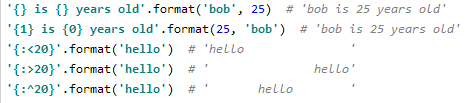 '{} is {} years old'.format('bob', 25)  # 'bob is 25 years old'
'{1} is {0} years old'.format(25, 'bob')  # 'bob is 25 years old'
'{:<20}'.format('hello')  # 'hello               '
'{:>20}'.format('hello')  # '               hello'
'{:^20}'.format('hello')  # '       hello        '